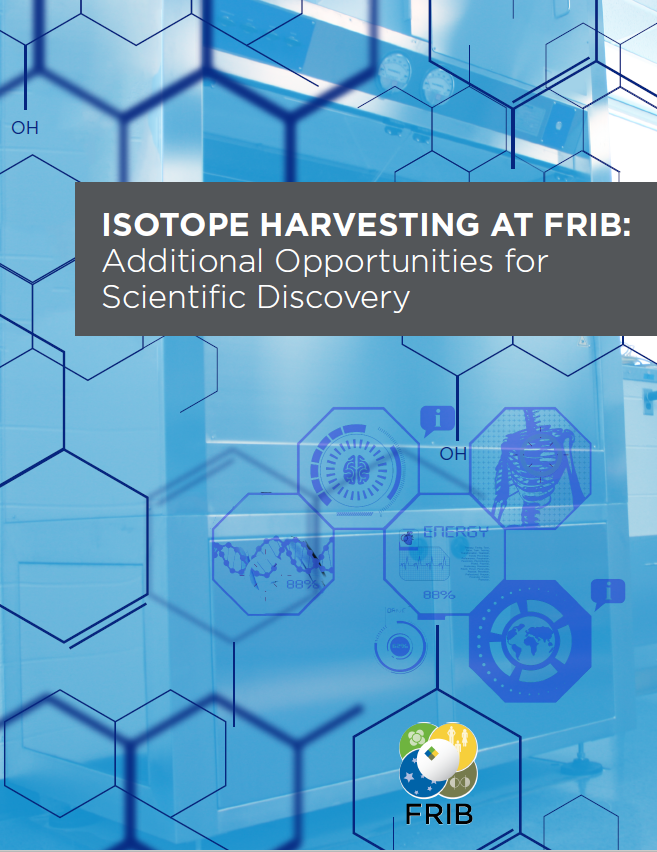 OH
ISOTOPE HARVESTING AT FRIB:
Additional Opportunities for
Scientific Discovery
i
OH
ENERGY
88%
88%
i
FRIB